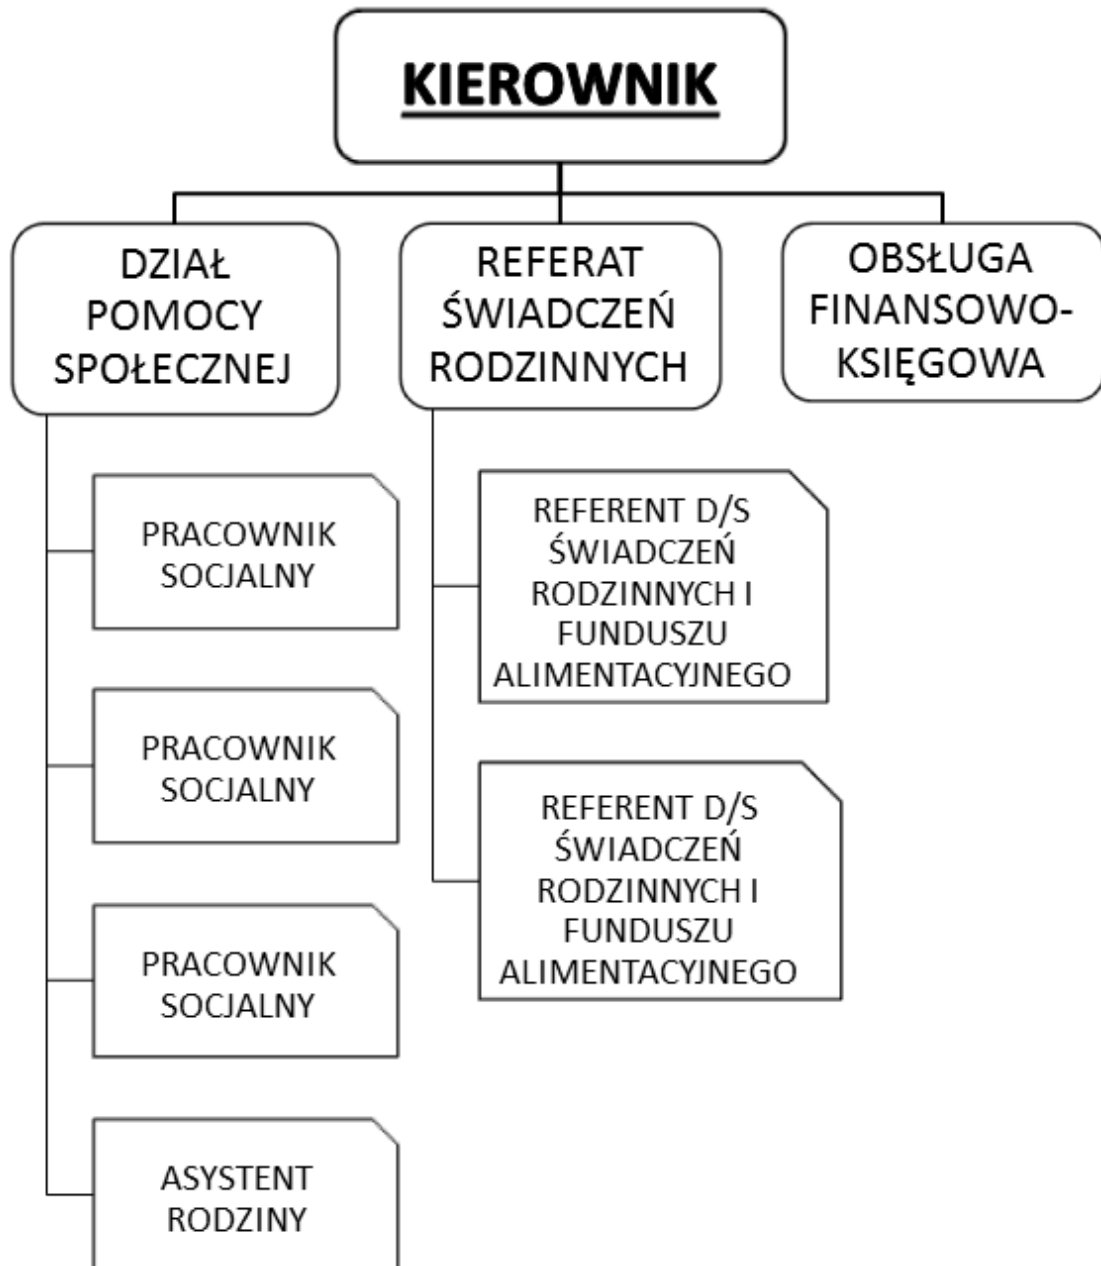 KIEROWNIK
DZIAŁ
POMOCY
SPOŁECZNEJ
REFERAT
ŚWIADCZEŃ
RODZINNYCH
OBSŁUGA
FINANSOWO-
KSIĘGOWA
PRACOWNIK
SOCJALNY
PRACOWNIK
SOCJALNY
PRACOWNIK
SOCJALNY
ASYSTENT
RODZINY
REFERENT D/S
ŚWIADCZEŃ
RODZINNYCH I
FUNDUSZU
ALIMENTACYJNEGO
REFERENT D/S
ŚWIADCZEŃ
RODZINNYCH I
FUNDUSZU
ALIMENTACYJNEGO